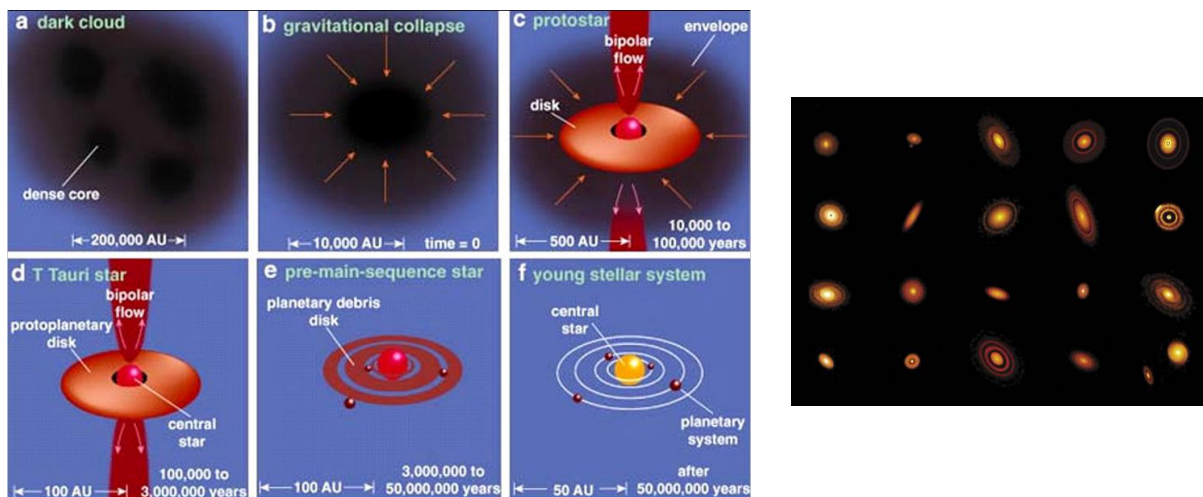 a dark cloud
dense core
200,000 AU
b gravitational collapse
10,000 AU
time = 0
c protostar
envelope
bipolar
flow
disk
500 AU
10,000 to
100,000 years
d T Tauri star
bipolar
flow
protoplanetary
disk
central
star
100 AU
100,000 to
3,000,000 years
e pre-main-sequence star
planetary debris
disk
100 AU
3,000,000 to
50,000,000 years
f young stellar system
central
star
planetary
system
50 AU
after
50,000,000 years